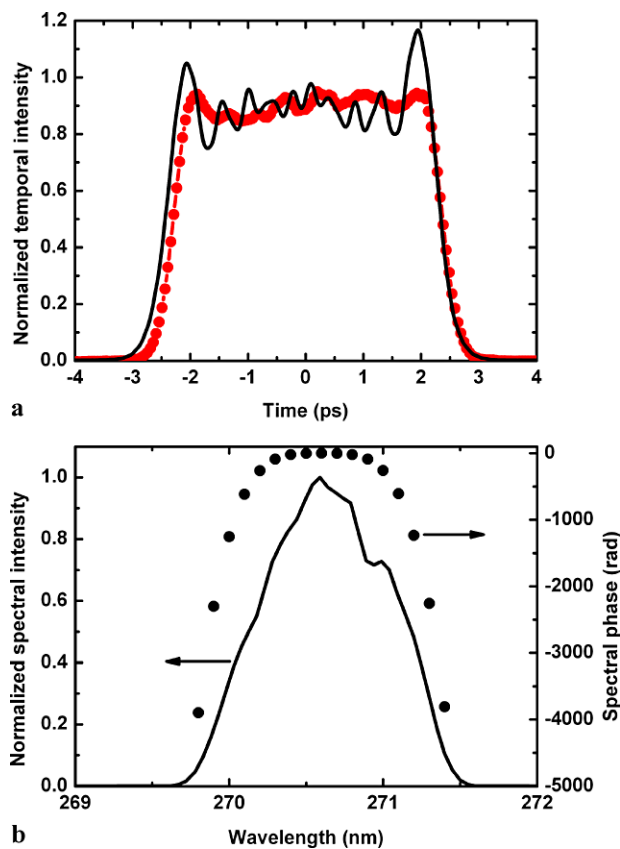 1.2
1.0
0.8
0.6
0.4
0.2
0.0
Normalized temporal intensity
-4 -3 -2 -1 0 1 2 3 4
Time (ps)
a
1.0
0.8
0.6
0.4
0.2
0.0
Normalized spectral intensity
0
-1000
-2000
-3000
-4000
-5000
Spectral phase (rad)
269 270 271 272
Wavelength (nm)
b